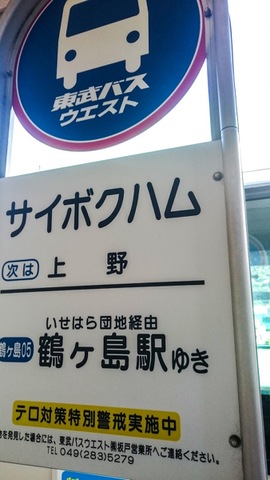 東武バス
ウエスト
サイボクハム
次は 上野
いせはら団地経由
鶴ヶ島05 鶴ヶ島駅ゆき
テロ対策特別警戒実施中
を発見した場合には、東武バスウエスト㈱坂戸営業所へご連絡ください。
TEL 049(283)5279